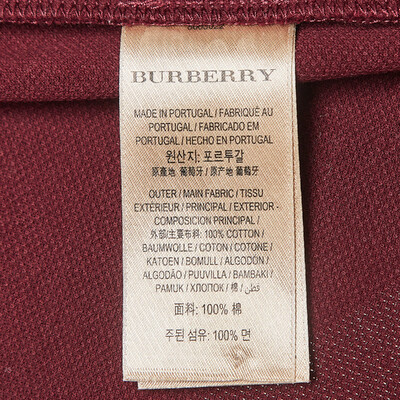 BURBERRY
MADE IN PORTUGAL / FABRIQUÉ AU
PORTUGAL / FABRICADO EM
PORTUGAL / HECHO EN PORTUGAL
원산지: 포르투갈
原產地: 葡萄牙 / 原产地: 葡萄牙
OUTER / MAIN FABRIC / TISSU
EXTÉRIEUR / PRINCIPAL / EXTERIOR -
COMPOSICIÓN PRINCIPAL /
外部/主要布料: 100% COTTON /
BAUMWOLLE / COTON / COTONE /
KATOEN / BOMULL / ALGODÓN /
ALGODÃO / PUUVILLA / BAMBAKI /
PAMUK / ХЛОПОК / 棉 / قطن /
面料: 100% 棉
주된 섬유: 100% 면